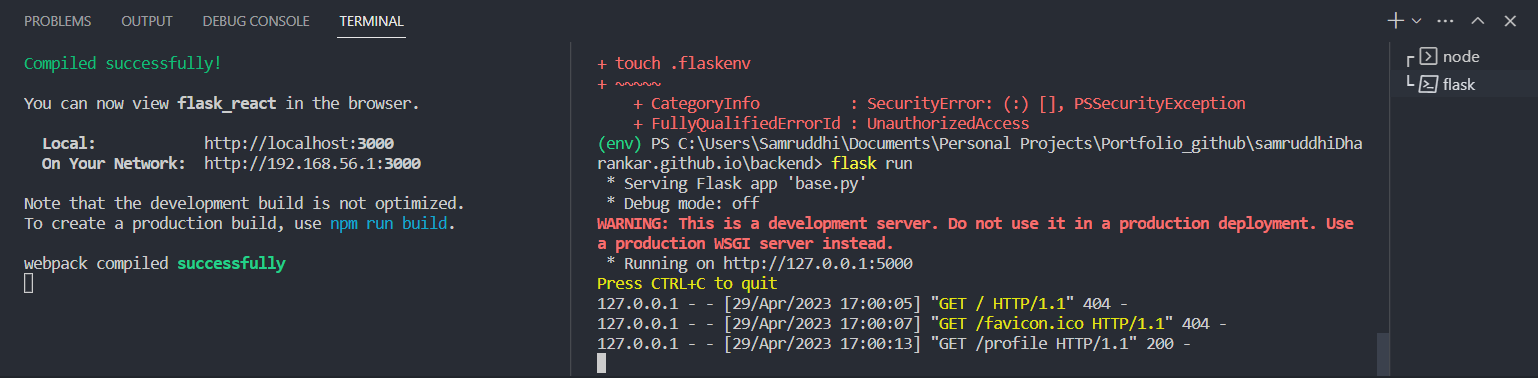 PROBLEMS OUTPUT DEBUG CONSOLE TERMINAL
Compiled successfully!
You can now view flask_react in the browser.
Local: http://localhost:3000
On Your Network: http://192.168.56.1:3000
Note that the development build is not optimized.
To create a production build, use npm run build.
webpack compiled successfully
+ touch .flaskenv
+ ~~~~~
+ CategoryInfo : SecurityError: (:) [], PSSecurityException
+ FullyQualifiedErrorId : UnauthorizedAccess
(env) PS C:\Users\Samruddhi\Documents\Personal Projects\Portfolio_github\samruddhiDha
rankar.github.io\backend> flask run
* Serving Flask app 'base.py'
* Debug mode: off
WARNING: This is a development server. Do not use it in a production deployment. Use
a production WSGI server instead.
* Running on http://127.0.0.1:5000
Press CTRL+C to quit
127.0.0.1 - - [29/Apr/2023 17:00:05] "GET / HTTP/1.1" 404 -
127.0.0.1 - - [29/Apr/2023 17:00:07] "GET /favicon.ico HTTP/1.1" 404 -
127.0.0.1 - - [29/Apr/2023 17:00:13] "GET /profile HTTP/1.1" 200 -
node
flask